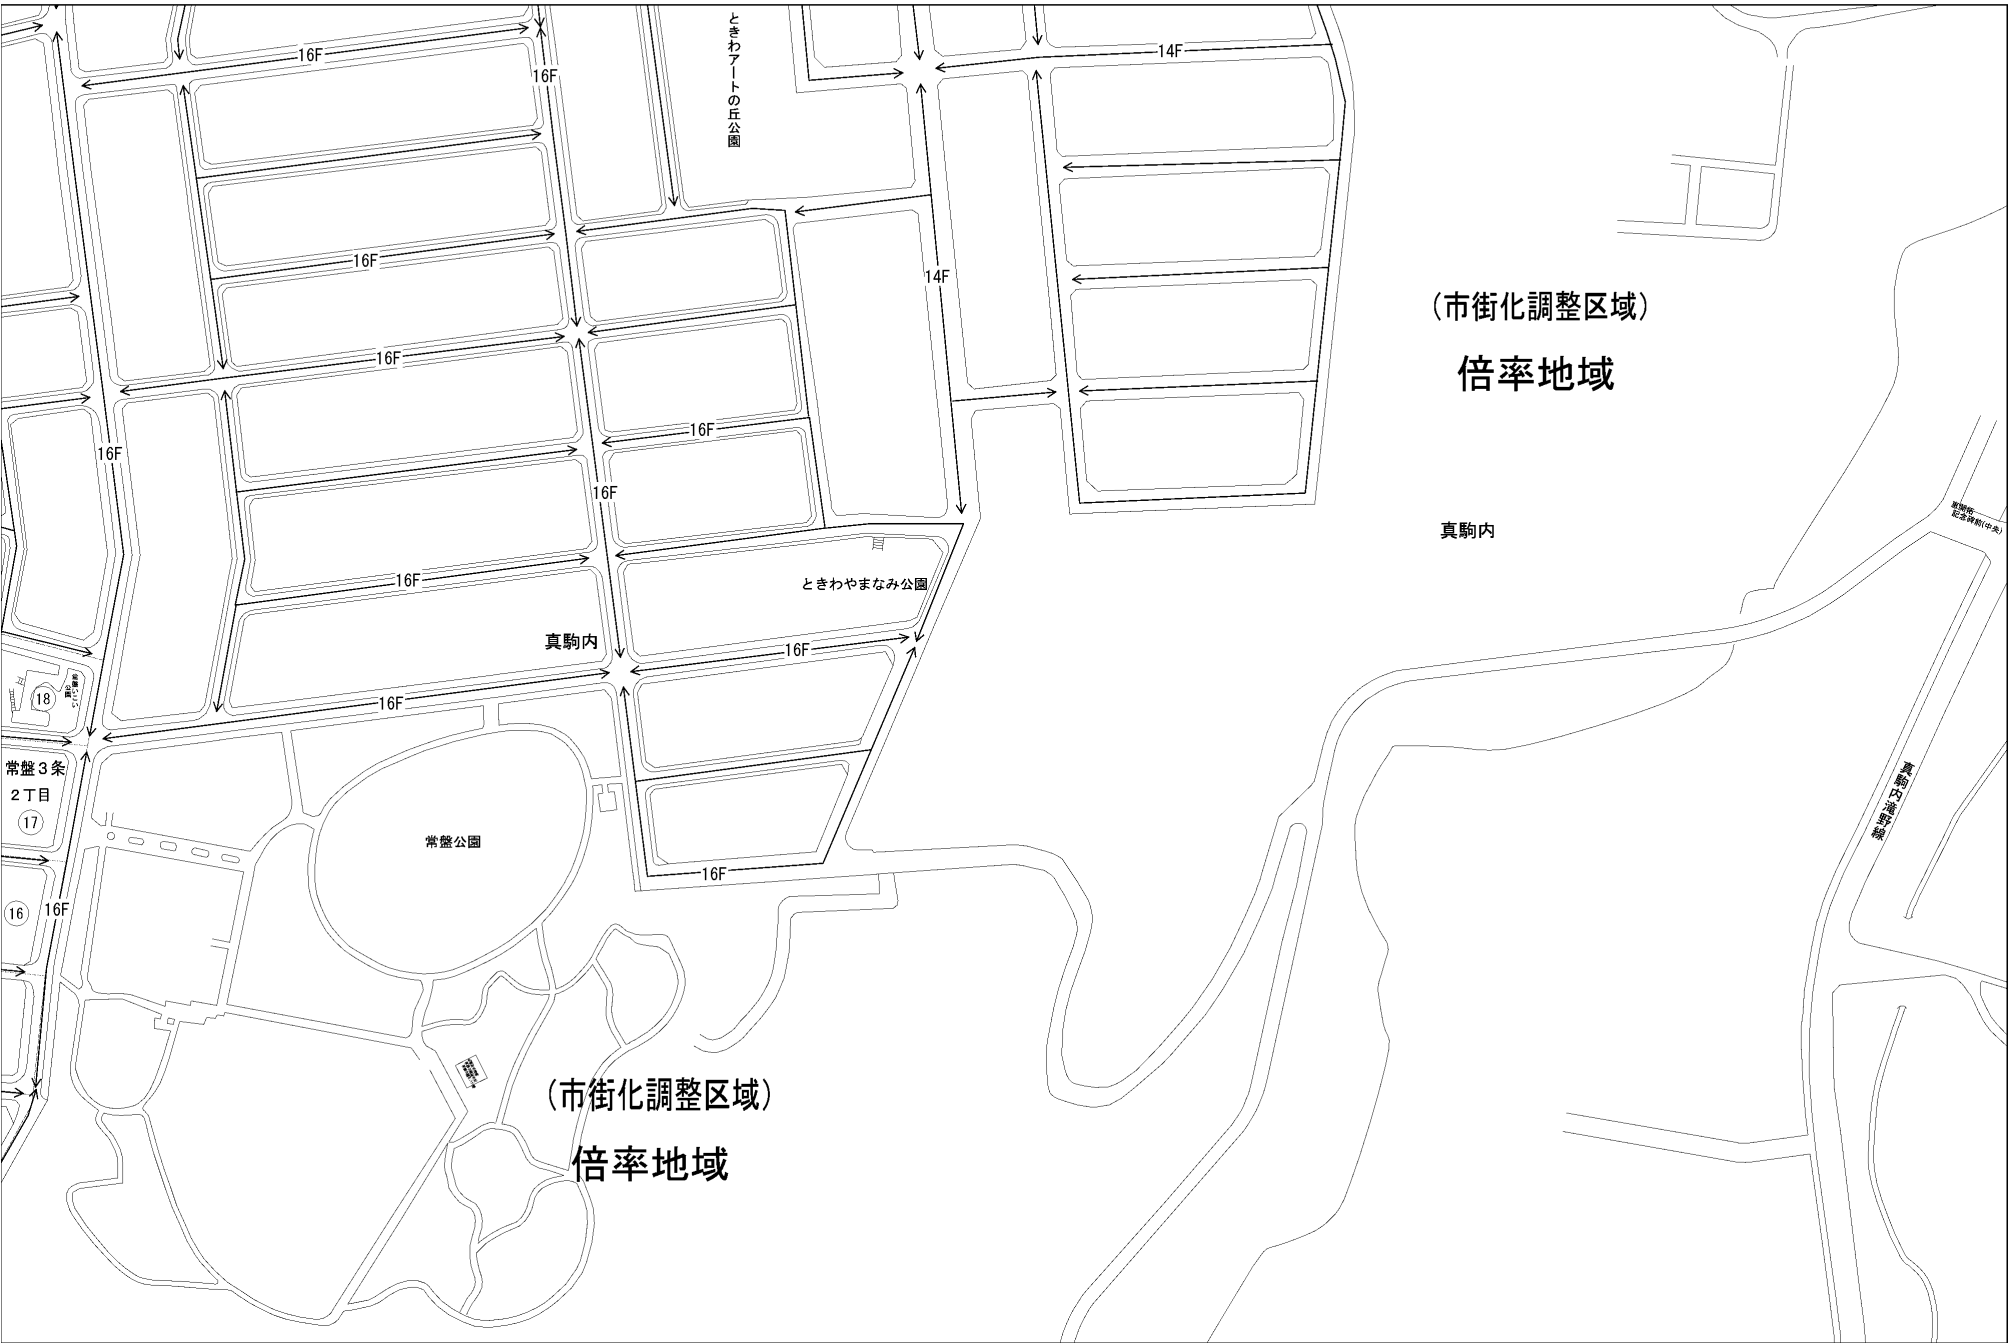 16F
16F
ときわアートの丘公園
14F
16F
14F
(市街化調整区域)
16F
倍率地域
16F
16F
16F
真駒内
16F
16F
ときわやまなみ公園
真駒内
16F
18
16F
常盤3条
2丁目
17
真駒内滝野線
常盤公園
16F
16
16F
(市街化調整区域)
倍率地域